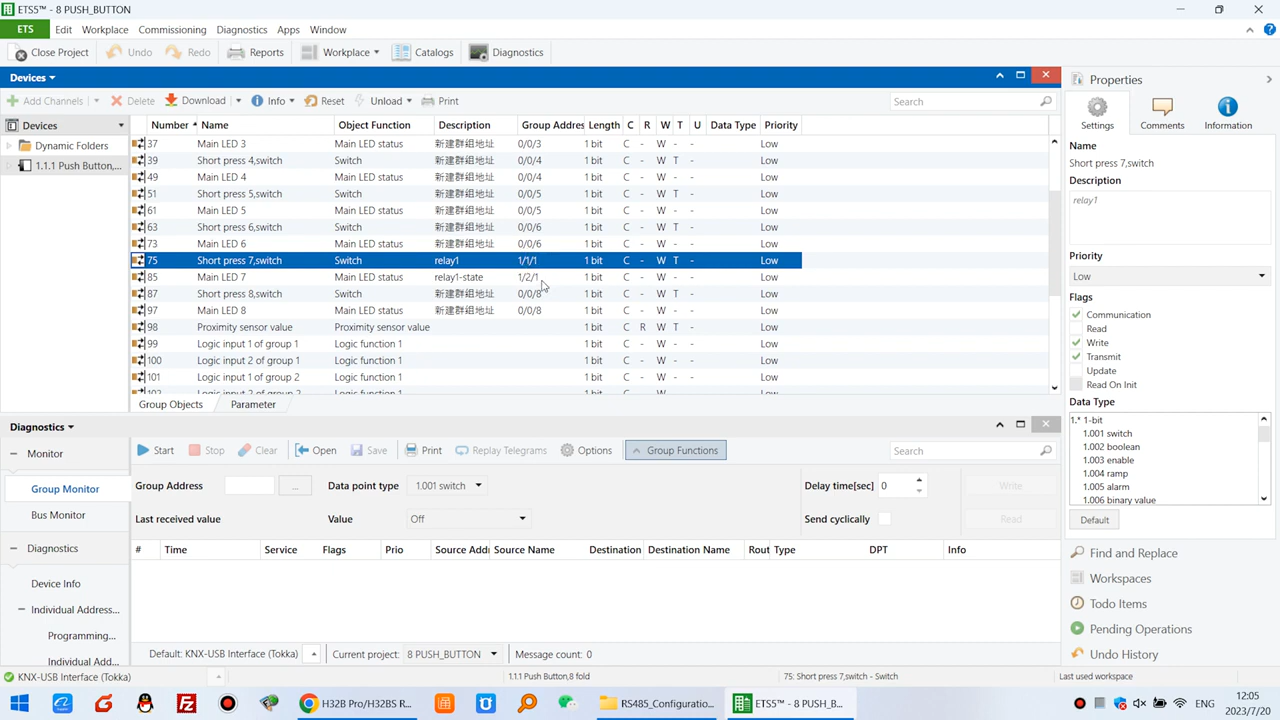 ETS5™ - 8 PUSH_BUTTON
ETS Edit Workplace Commissioning Diagnostics Apps Window
Close Project Undo Redo Reports Workplace Catalogs Diagnostics
Devices
Add Channels Delete Download Info Reset Unload Print Search
Devices
Dynamic Folders
1.1.1 Push Button,...
Number Name Object Function Description Group Addres Length C R W T U Data Type Priority
37 Main LED 3 Main LED status 新建群组地址 0/0/3 1 bit C - W - - Low
39 Short press 4,switch Switch 新建群组地址 0/0/4 1 bit C - W T - Low
49 Main LED 4 Main LED status 新建群组地址 0/0/4 1 bit C - W - - Low
51 Short press 5,switch Switch 新建群组地址 0/0/5 1 bit C - W T - Low
61 Main LED 5 Main LED status 新建群组地址 0/0/5 1 bit C - W - - Low
63 Short press 6,switch Switch 新建群组地址 0/0/6 1 bit C - W T - Low
73 Main LED 6 Main LED status 新建群组地址 0/0/6 1 bit C - W - - Low
75 Short press 7,switch Switch relay1 1/1/1 1 bit C - W T - Low
85 Main LED 7 Main LED status relay1-state 1/2/1 1 bit C - W - - Low
87 Short press 8,switch Switch 新建群组地址 0/0/8 1 bit C - W T - Low
97 Main LED 8 Main LED status 新建群组地址 0/0/8 1 bit C - W - - Low
98 Proximity sensor value Proximity sensor value 1 bit C R W T - Low
99 Logic input 1 of group 1 Logic function 1 1 bit C - W - - Low
100 Logic input 2 of group 1 Logic function 1 1 bit C - W - - Low
101 Logic input 1 of group 2 Logic function 1 1 bit C - W - - Low
102 Logic input 2 of group 2 Logic function 1 1 bit C - W - - Low
Group Objects Parameter
Properties
Settings Comments Information
Name
Short press 7,switch
Description
relay1
Priority
Low
Flags
Communication
Read
Write
Transmit
Update
Read On Init
Data Type
1.* 1-bit
1.001 switch
1.002 boolean
1.003 enable
1.004 ramp
1.005 alarm
1.006 binary value
Default
Find and Replace
Workspaces
Todo Items
Pending Operations
Undo History
Diagnostics
Monitor
Group Monitor
Bus Monitor
Diagnostics
Device Info
Individual Address...
Programming...
Individual Add...
Start Stop Clear Open Save Print Replay Telegrams Options Group Functions Search
Group Address ... Data point type 1.001 switch Delay time[sec] 0 Write
Last received value Value Off Send cyclically Read
# Time Service Flags Prio Source Addr Source Name Destination Destination Name Rout Type DPT Info
Default: KNX-USB Interface (Tokka) Current project: 8 PUSH_BUTTON Message count: 0
KNX-USB Interface (Tokka) 1.1.1 Push Button,8 fold 75: Short press 7,switch - Switch Last used workspace
H32B Pro/H32BS R... RS485_Configuratio... ETS5™ - 8 PUSH_B... ENG 12:05
2023/7/20